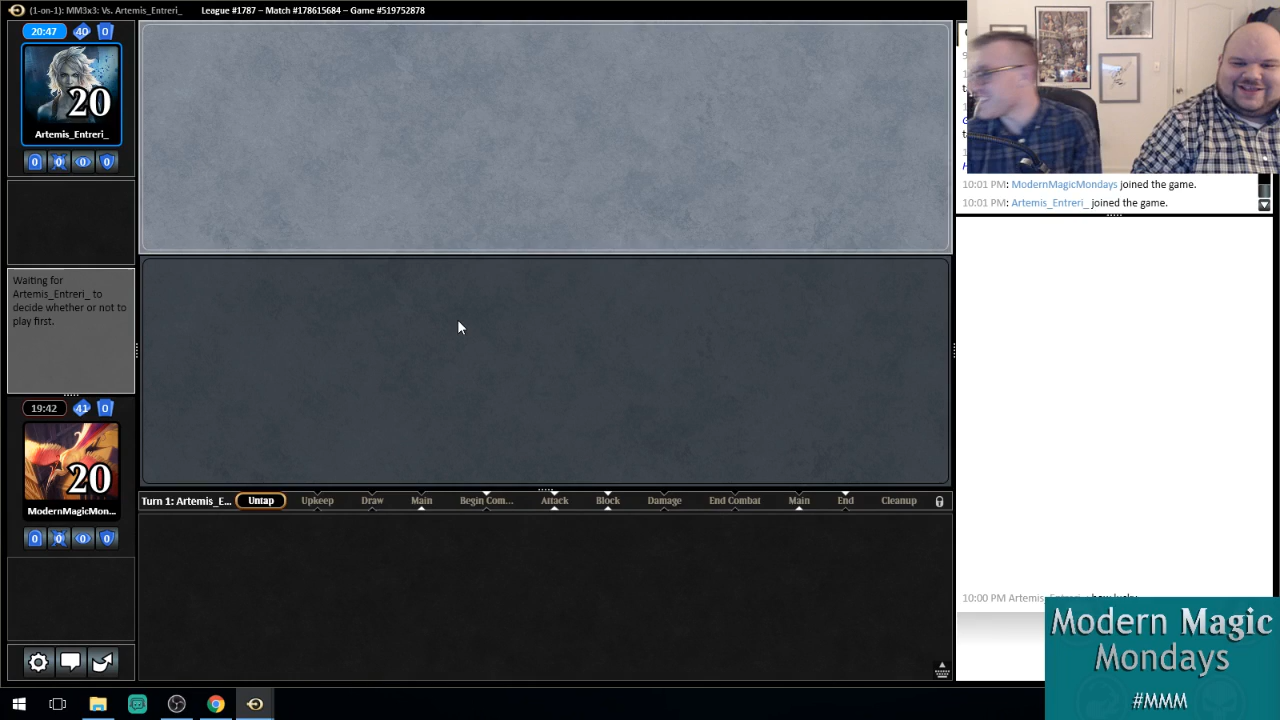 (1-on-1): MM3x3: Vs. Artemis_Entreri_ League #1787 – Match #178615684 – Game #519752878
20:47 40 0
20
Artemis_Entreri_
0 0 0 0
Waiting for
Artemis_Entreri_ to
decide whether or not to
play first.
19:42 41 0
20
ModernMagicMon...
0 0 0 0
Turn 1: Artemis_E... Untap Upkeep Draw Main Begin Com... Attack Block Damage End Combat Main End Cleanup
10:01 PM: ModernMagicMondays joined the game.
10:01 PM: Artemis_Entreri_ joined the game.
10:00 PM Artemis_
Modern Magic
Mondays
#MMM